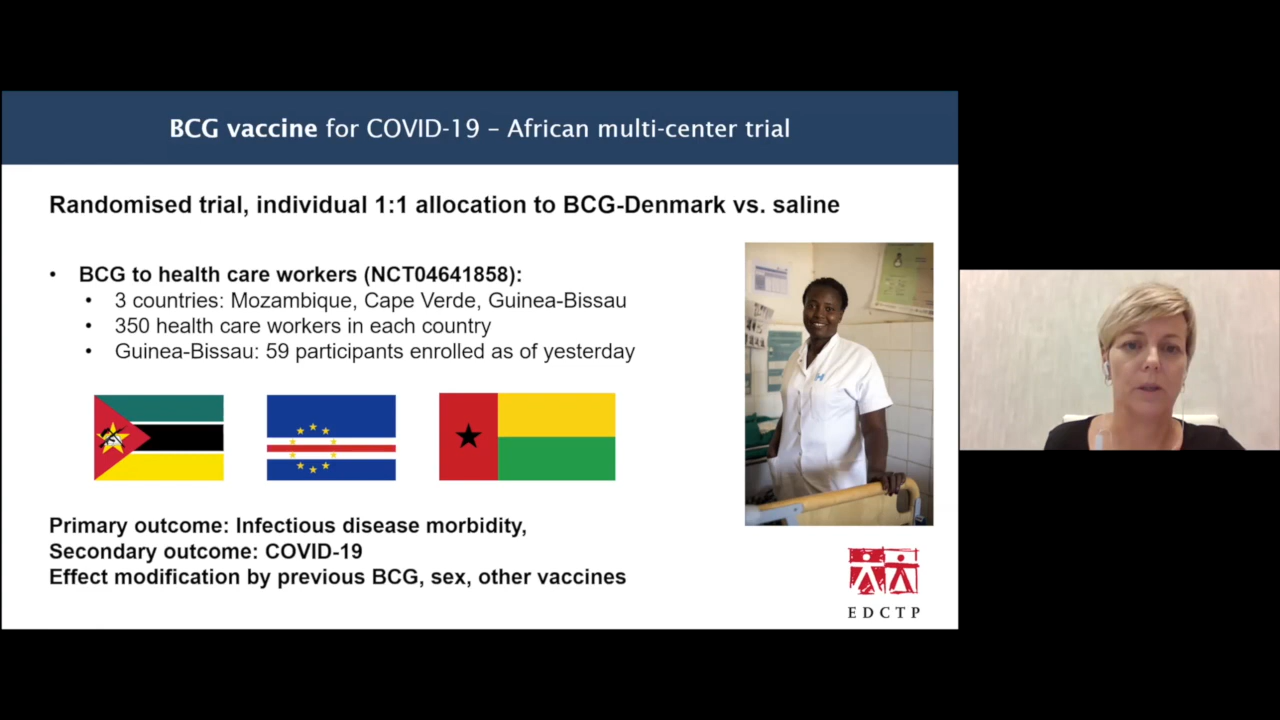 BCG vaccine for COVID-19 – African multi-center trial
Randomised trial, individual 1:1 allocation to BCG-Denmark vs. saline
• BCG to health care workers (NCT04641858):
• 3 countries: Mozambique, Cape Verde, Guinea-Bissau
• 350 health care workers in each country
• Guinea-Bissau: 59 participants enrolled as of yesterday
Primary outcome: Infectious disease morbidity,
Secondary outcome: COVID-19
Effect modification by previous BCG, sex, other vaccines
EDCTP